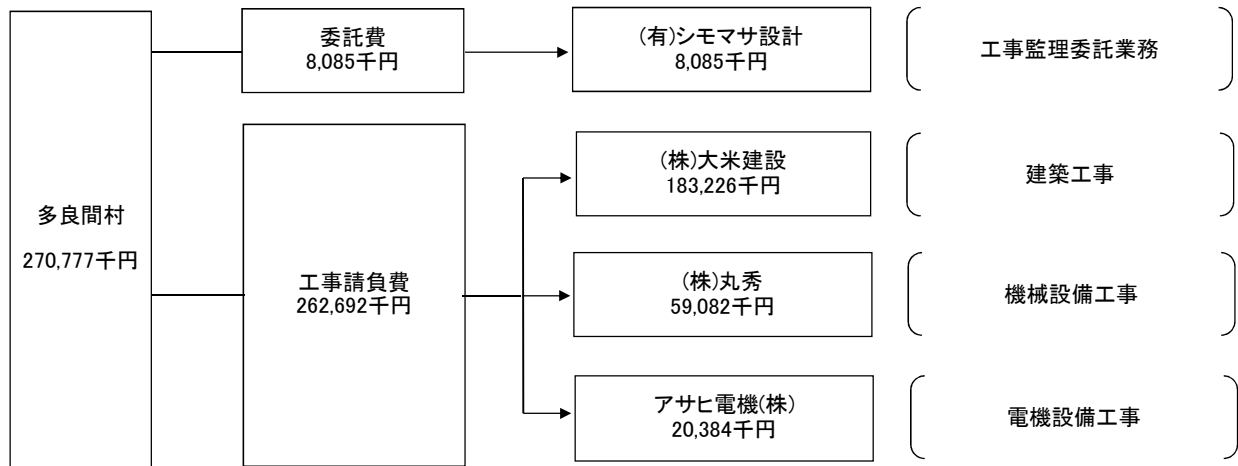 多良間村
270,777千円
委託費
8,085千円
(有)シモマサ設計
8,085千円
工事監理委託業務
工事請負費
262,692千円
(株)大米建設
183,226千円
建築工事
(株)丸秀
59,082千円
機械設備工事
アサヒ電機(株)
20,384千円
電機設備工事